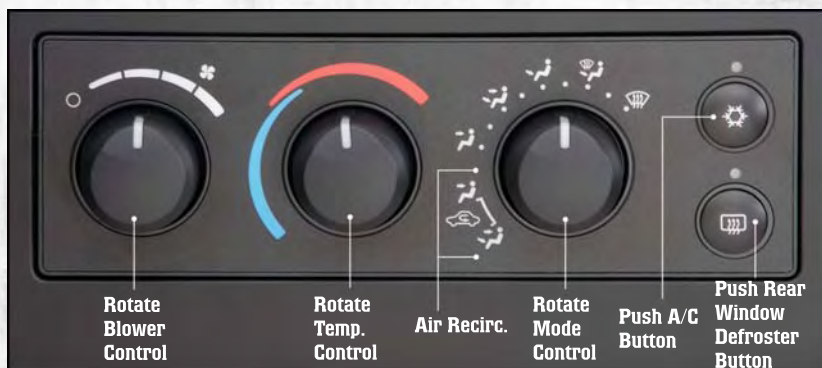 Rotate
Blower
Control
Rotate
Temp.
Control
Air Recirc.
Rotate
Mode
Control
Push A/C
Button
Push Rear
Window
Defroster
Button